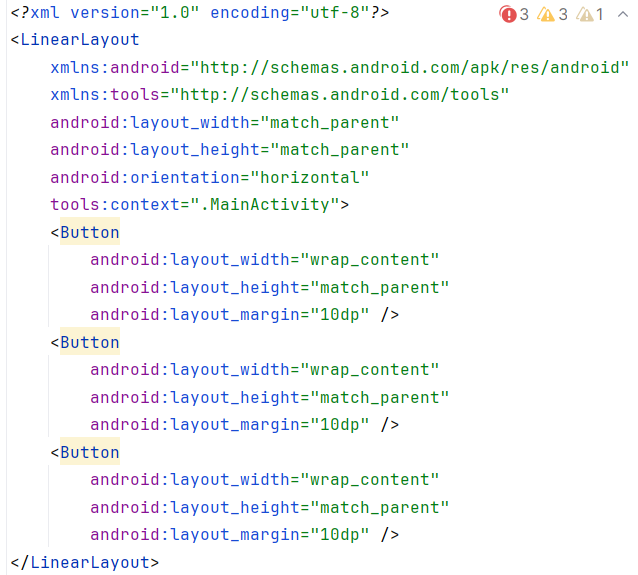 <?xml version="1.0" encoding="utf-8"?> 3 3 1
<LinearLayout
    xmlns:android="http://schemas.android.com/apk/res/android"
    xmlns:tools="http://schemas.android.com/tools"
    android:layout_width="match_parent"
    android:layout_height="match_parent"
    android:orientation="horizontal"
    tools:context=".MainActivity">
    <Button
        android:layout_width="wrap_content"
        android:layout_height="match_parent"
        android:layout_margin="10dp" />
    <Button
        android:layout_width="wrap_content"
        android:layout_height="match_parent"
        android:layout_margin="10dp" />
    <Button
        android:layout_width="wrap_content"
        android:layout_height="match_parent"
        android:layout_margin="10dp" />
</LinearLayout>